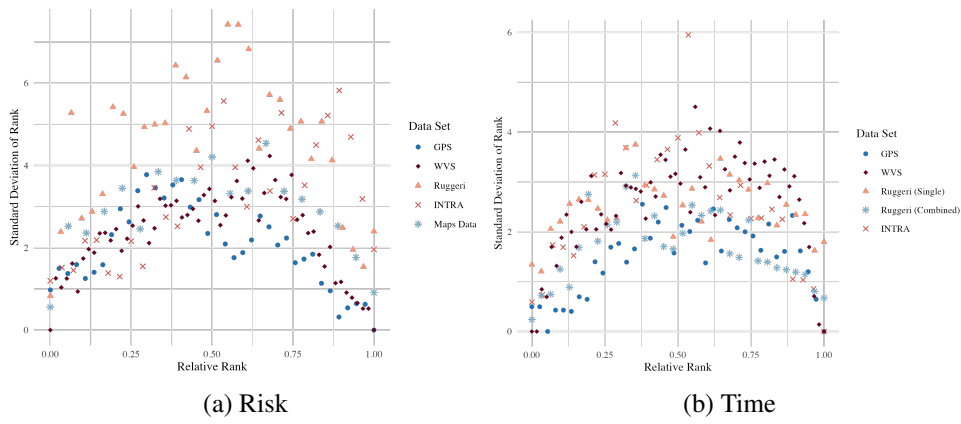 Standard Deviation of Rank
6
4
2
0
0.00 0.25 0.50 0.75 1.00
Relative Rank
Data Set
GPS
WVS
Ruggeri
INTRA
Maps Data
(a) Risk
Standard Deviation of Rank
6
4
2
0
0.00 0.25 0.50 0.75 1.00
Relative Rank
Data Set
GPS
WVS
Ruggeri (Single)
Ruggeri (Combined)
INTRA
(b) Time